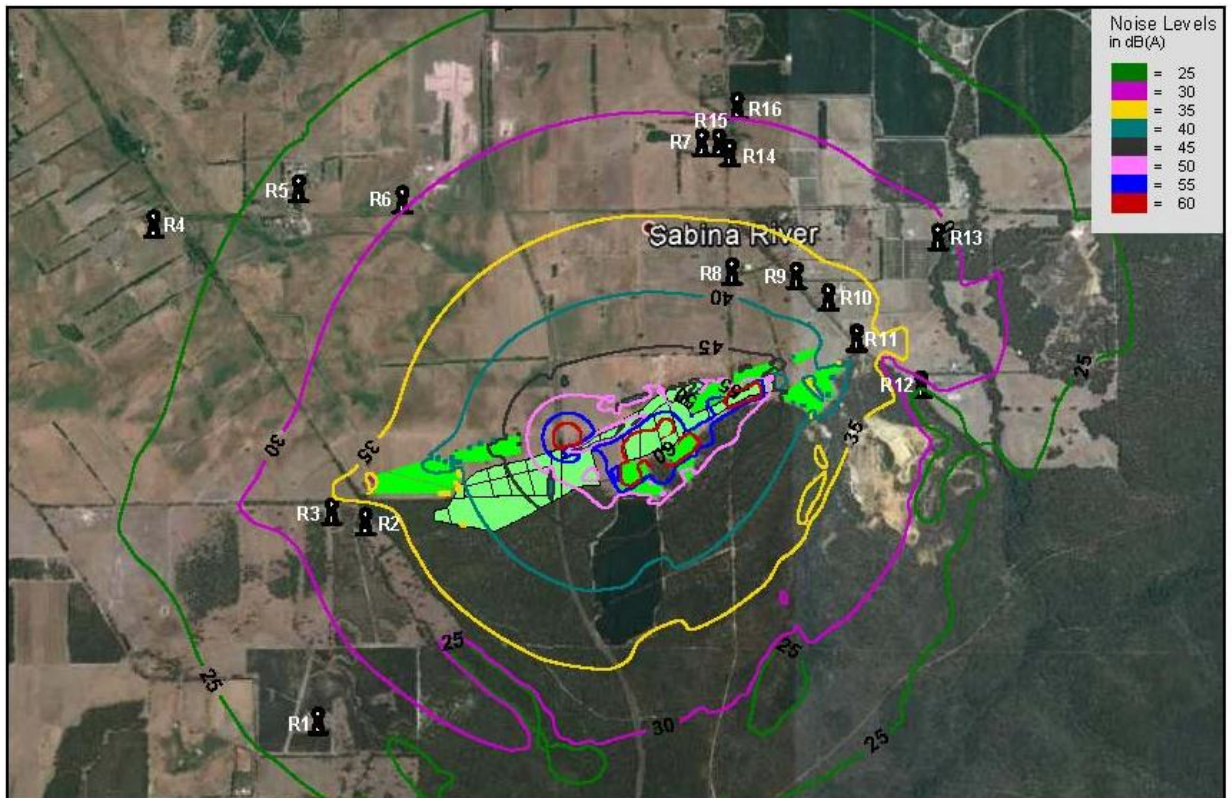 Noise Levels
in dB(A)
= 25
= 30
= 35
= 40
= 45
= 50
= 55
= 60
R16
R15
R7
R14
R5
R6
R4
R13
Sabina River
R8
R9
R10
40
R11
45
25
R12
30
35
35
60
R3
R2
25
25
25
R1
30
25